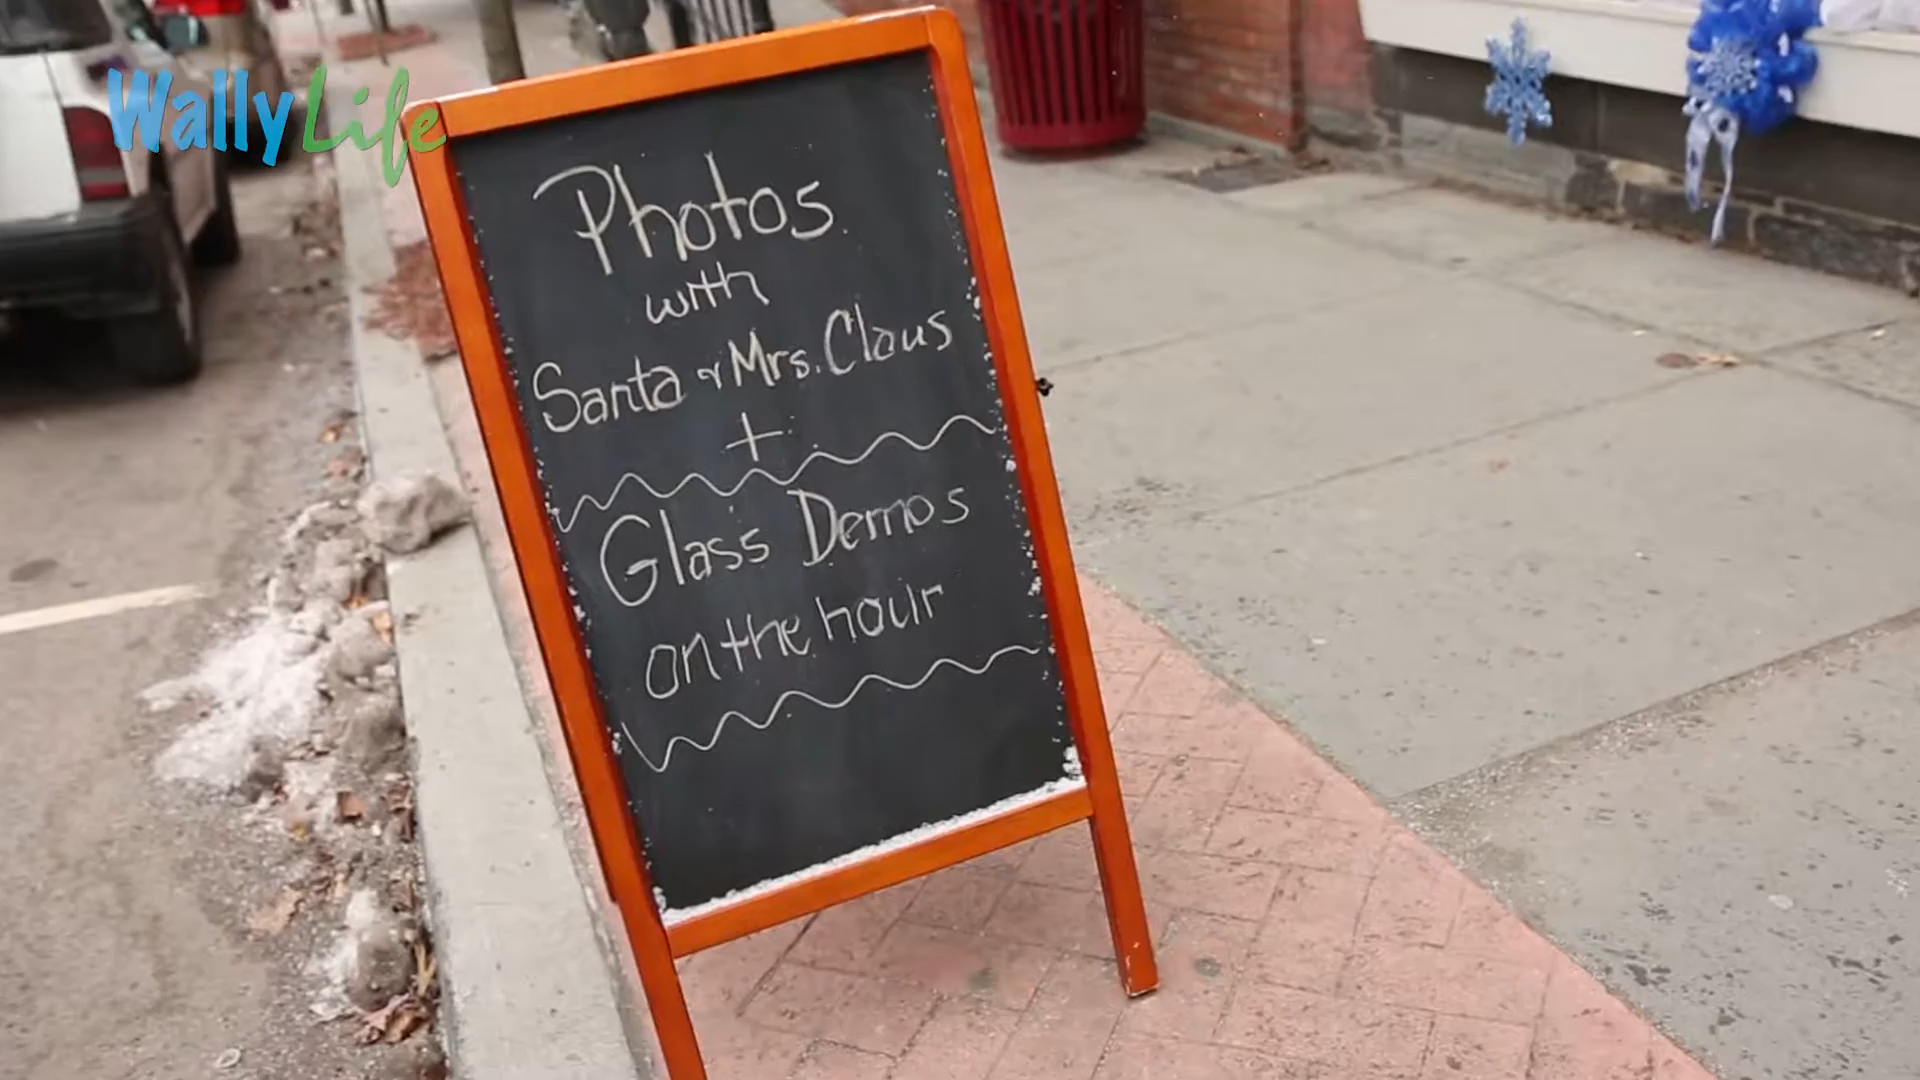 WallyLife
Photos
with
Santa & Mrs. Claus
+
Glass Demos
on the hour